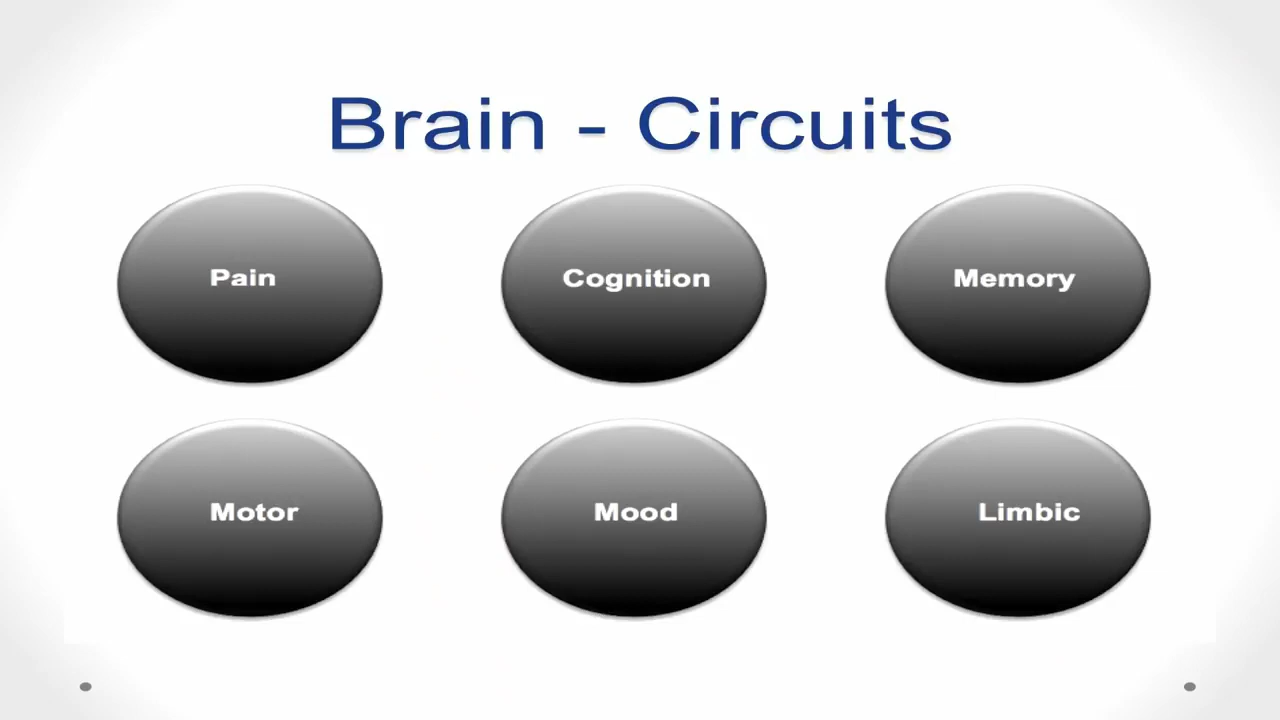 Brain - Circuits
Pain
Cognition
Memory
Motor
Mood
Limbic